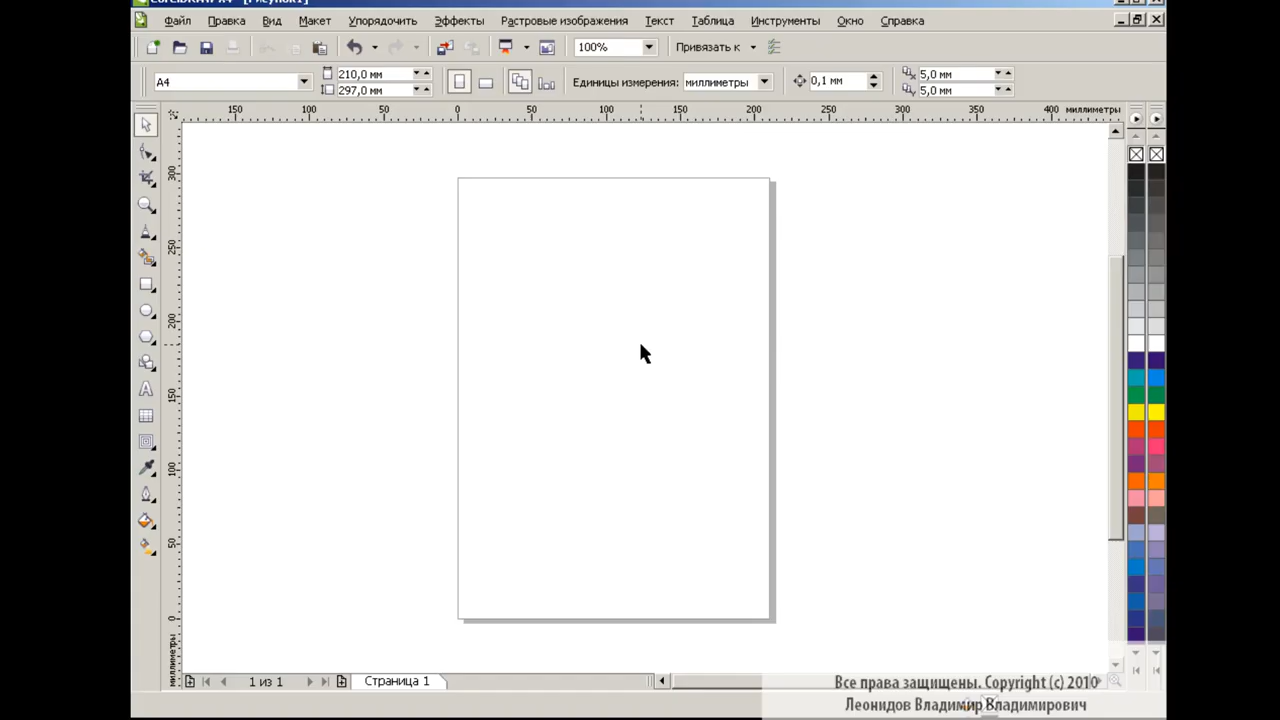 Файл Правка Вид Макет Упорядочить Эффекты Растровые изображения Текст Таблица Инструменты Окно Справка
100% Привязать к
A4 210,0 мм Единицы измерения: миллиметры 0,1 мм 5,0 мм
297,0 мм 5,0 мм
150 100 50 0 50 100 150 200 250 300 350 400 миллиметры
300
250
200
150
100
50
0
миллиметры
1 из 1 Страница 1
Все права защищены. Copyright (c) 2010
Леонидов Владимир Владимирович